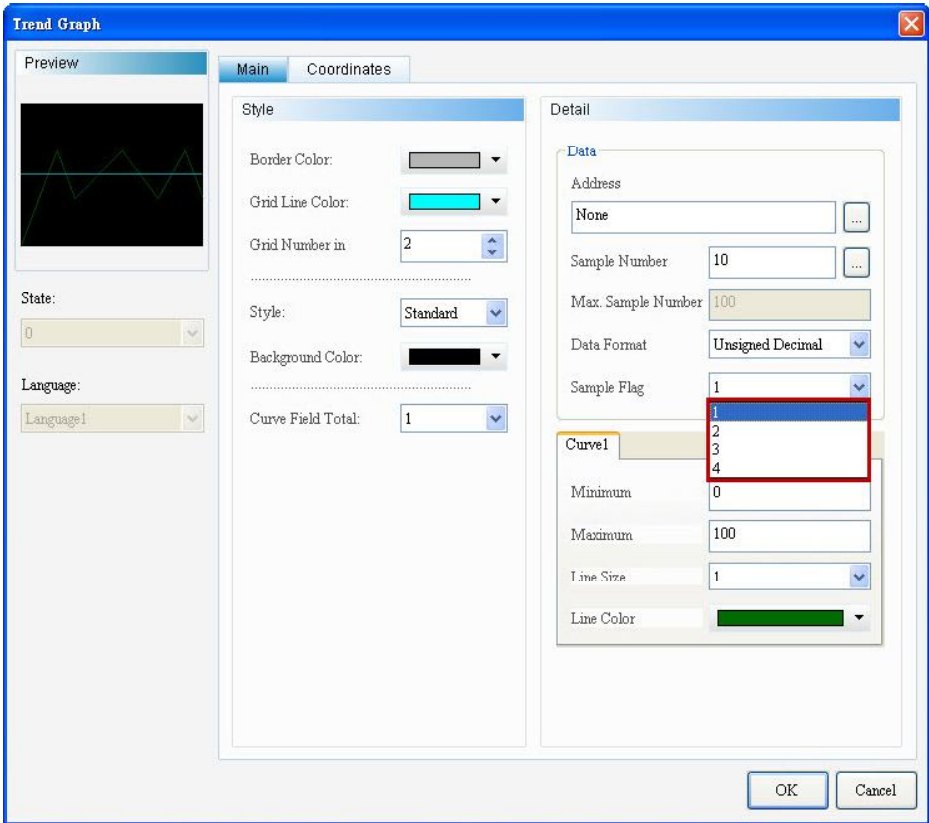 Trend Graph
Preview
State:
0
Language:
Language1
Main
Coordinates
Style
Border Color:
Grid Line Color:
Grid Number in
2
Style:
Standard
Background Color:
Curve Field Total:
1
Detail
Data
Address
None
...
Sample Number
10
...
Max. Sample Number
100
Data Format
Unsigned Decimal
Sample Flag
1
1
2
3
4
Curve1
Minimum
0
Maximum
100
Line Size
1
Line Color
OK
Cancel